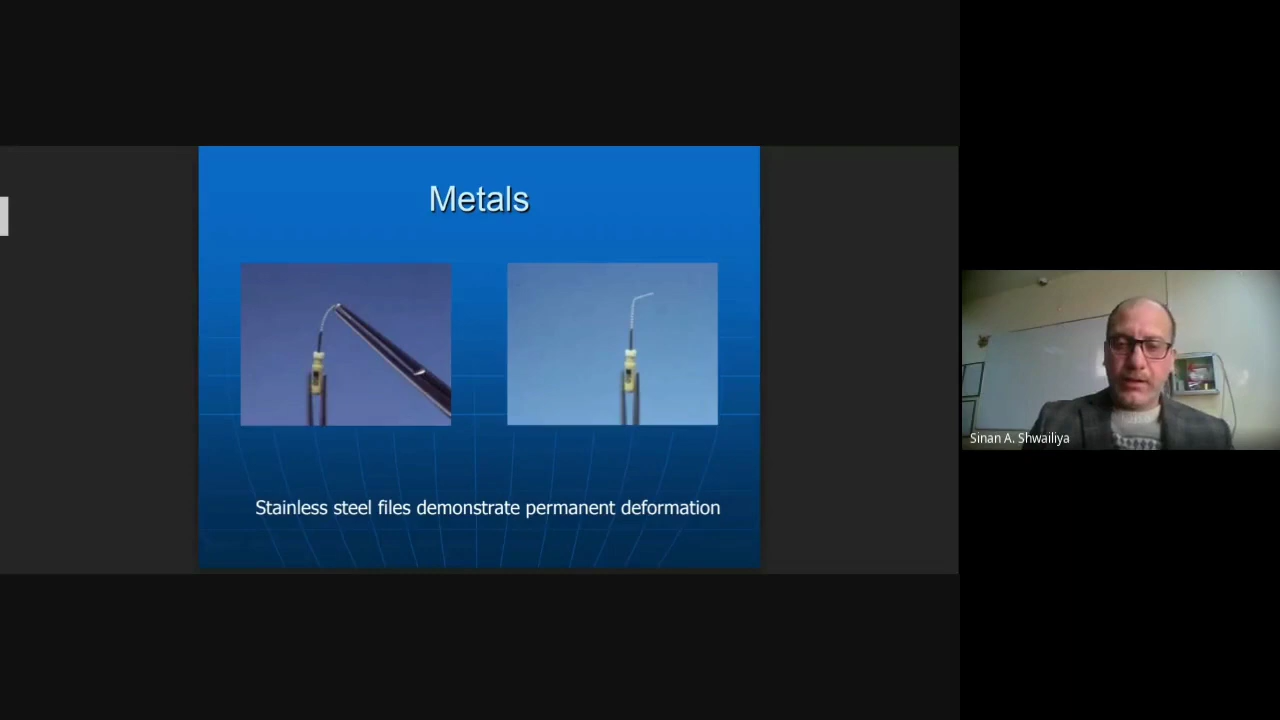 Metals
Stainless steel files demonstrate permanent deformation
Sinan A. Shwailiya